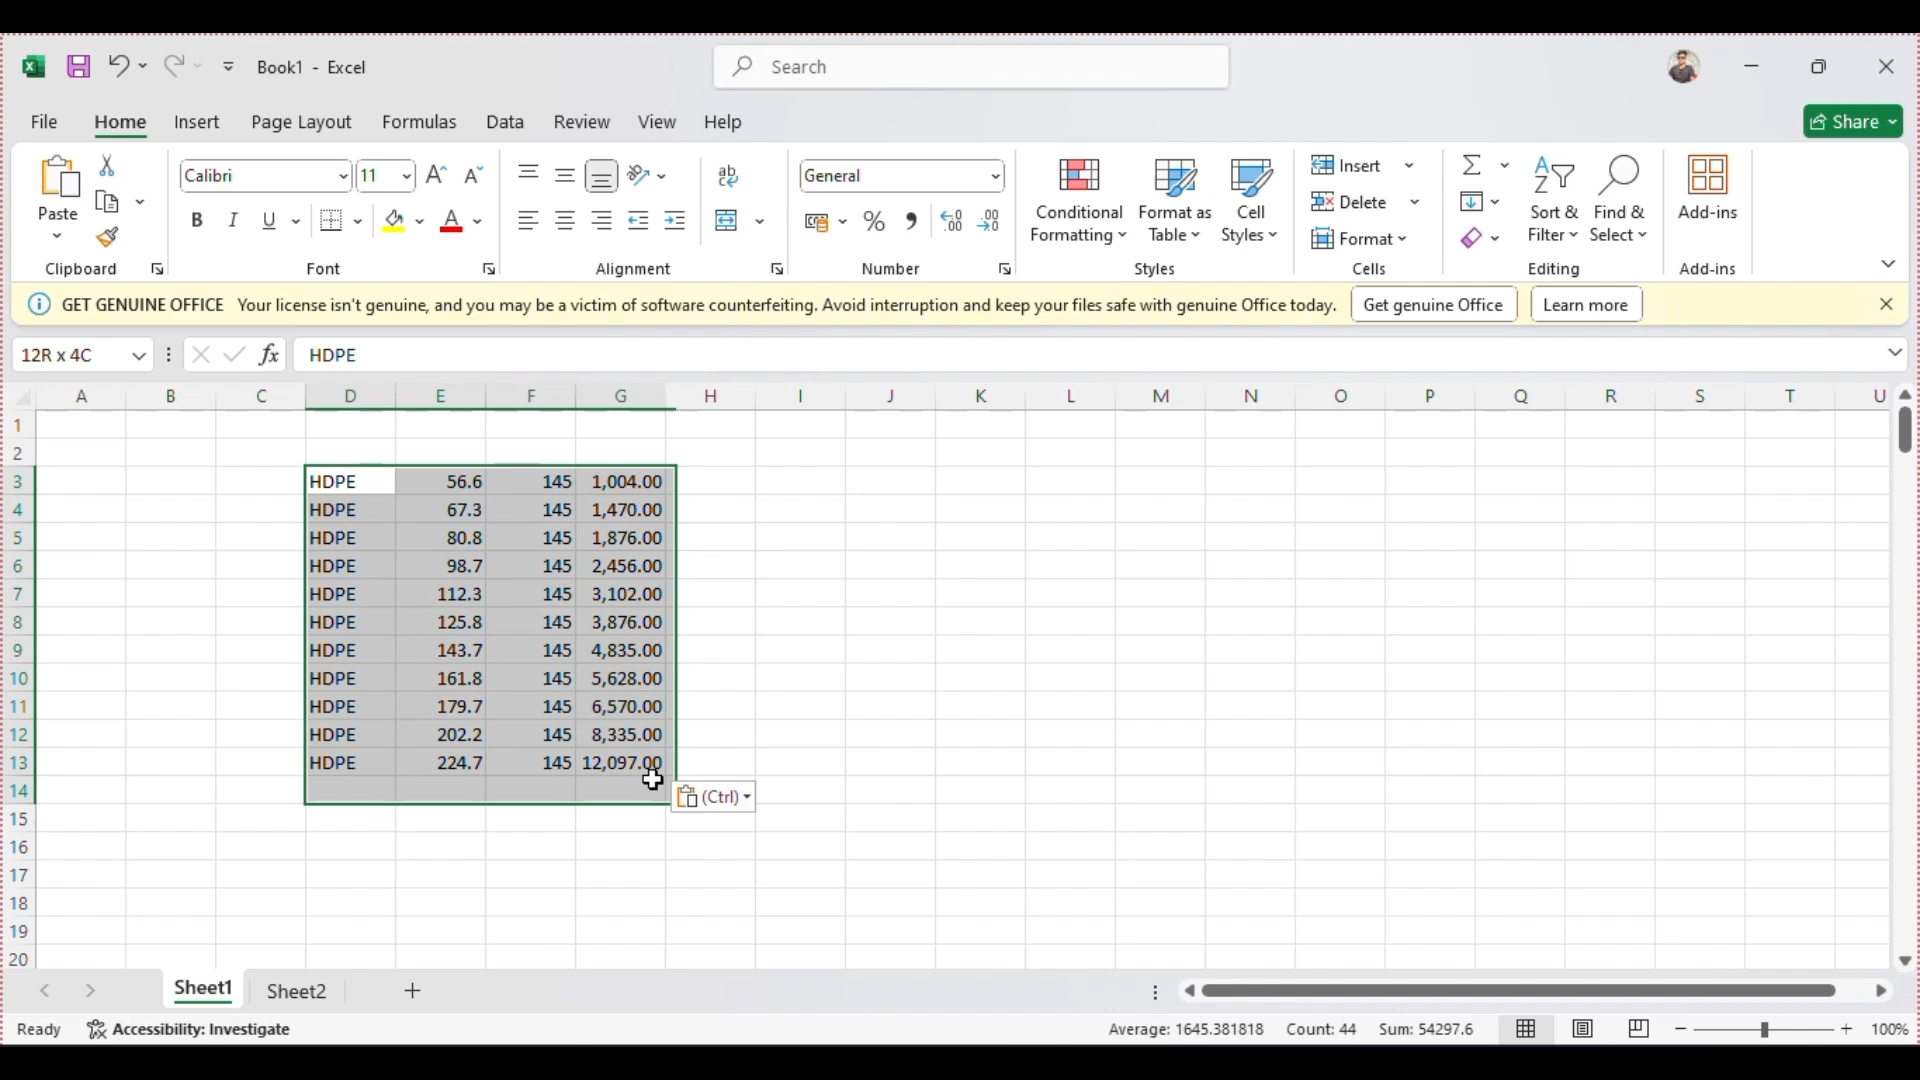 Book1 - Excel
Search
File Home Insert Page Layout Formulas Data Review View Help
Share
Paste
Calibri 11
General
Conditional Formatting
Format as Table
Cell Styles
Insert
Delete
Format
Sort & Filter
Find & Select
Add-ins
Clipboard Font Alignment Number Styles Cells Editing Add-ins
GET GENUINE OFFICE Your license isn't genuine, and you may be a victim of software counterfeiting. Avoid interruption and keep your files safe with genuine Office today. Get genuine Office Learn more
12R x 4C fx HDPE
A B C D E F G H I J K L M N O P Q R S T U
1
2
3 HDPE 56.6 145 1,004.00
4 HDPE 67.3 145 1,470.00
5 HDPE 80.8 145 1,876.00
6 HDPE 98.7 145 2,456.00
7 HDPE 112.3 145 3,102.00
8 HDPE 125.8 145 3,876.00
9 HDPE 143.7 145 4,835.00
10 HDPE 161.8 145 5,628.00
11 HDPE 179.7 145 6,570.00
12 HDPE 202.2 145 8,335.00
13 HDPE 224.7 145 12,097.00
14
(Ctrl)
15
16
17
18
19
20
Sheet1 Sheet2
Ready Accessibility: Investigate Average: 1645.381818 Count: 44 Sum: 54297.6 100%